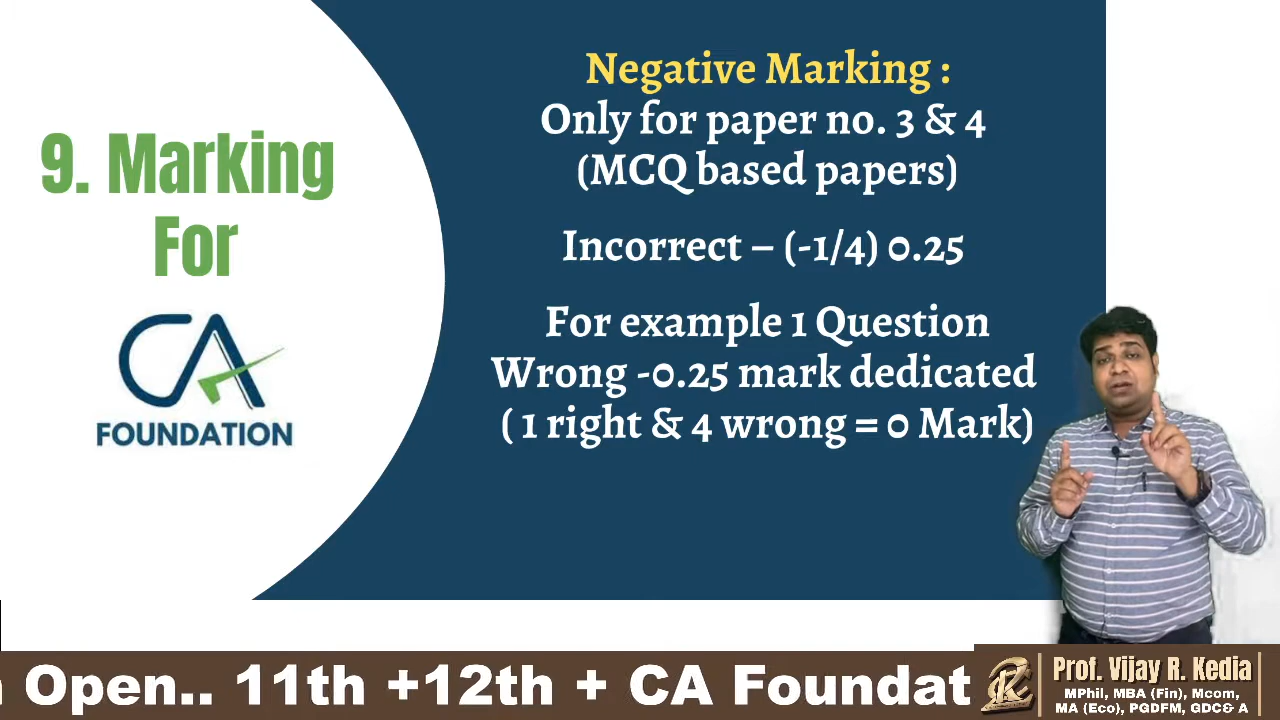 9. Marking
For
CA
FOUNDATION
Negative Marking :
Only for paper no. 3 & 4
(MCQ based papers)
Incorrect – (-1/4) 0.25
For example 1 Question
Wrong -0.25 mark dedicated
( 1 right & 4 wrong = 0 Mark)
Open.. 11th +12th + CA Foundat
Prof. Vijay R. Kedia
MPhil, MBA (Fin), Mcom,
MA (Eco), PGDFM, GDC& A